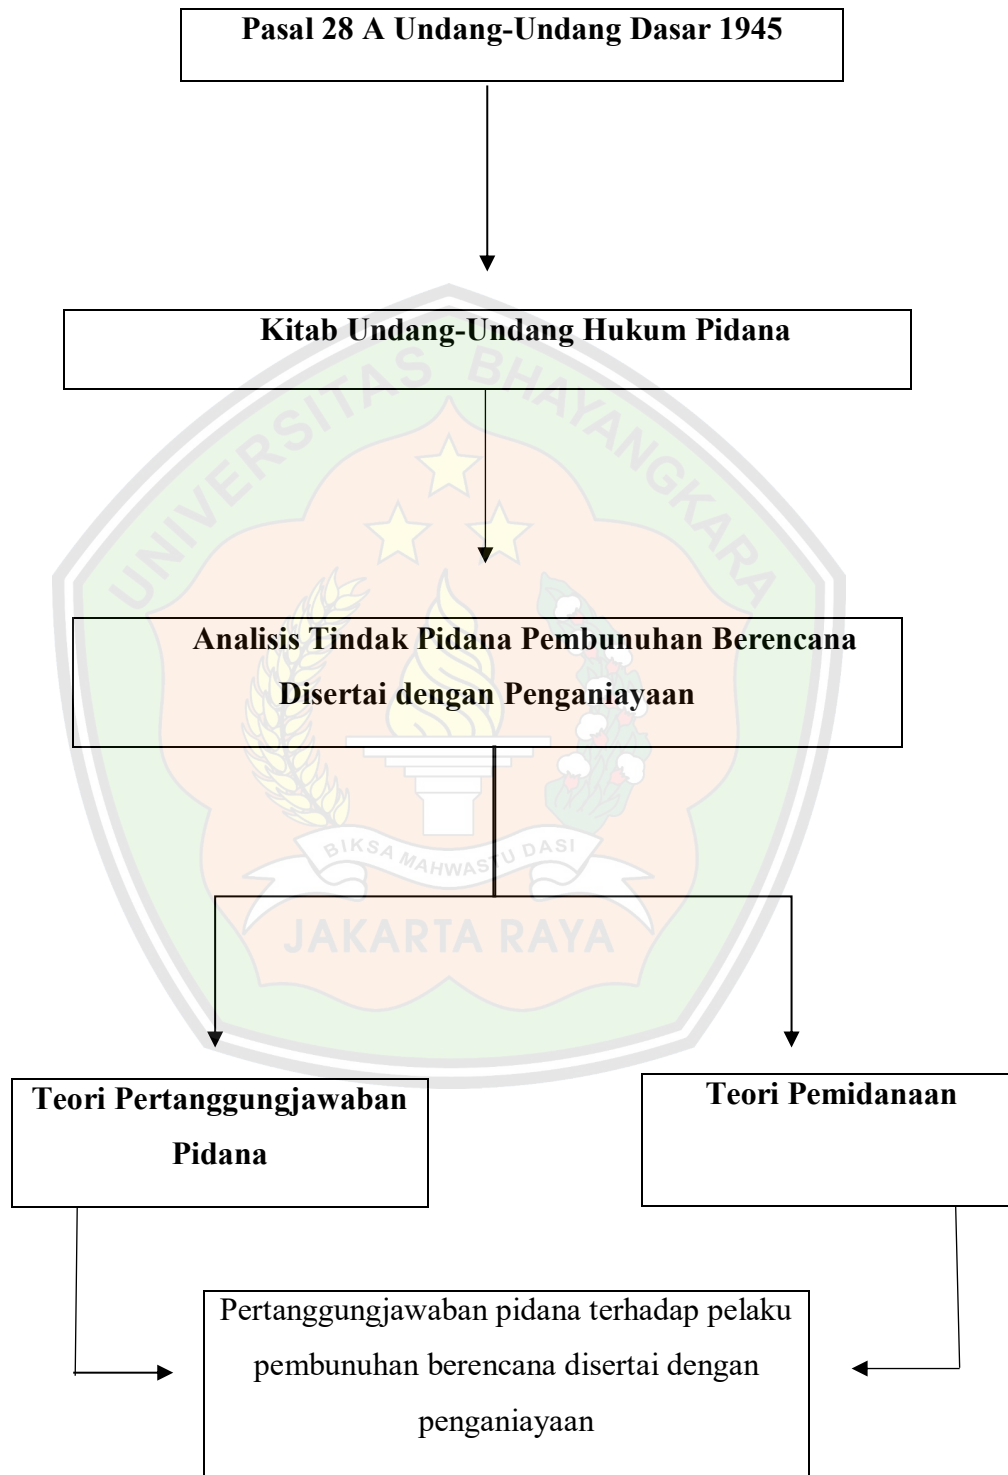 Pasal 28 A Undang-Undang Dasar 1945
Kitab Undang-Undang Hukum Pidana
UNIVERSITAS BHAYANGKARA
Analisis Tindak Pidana Pembunuhan Berencana
Disertai dengan Penganiayaan
BIKSA MAHWASTU DASI
JAKARTA RAYA
Teori Pertanggungjawaban
Pidana
Teori Pemidanaan
Pertanggungjawaban pidana terhadap pelaku
pembunuhan berencana disertai dengan
penganiayaan